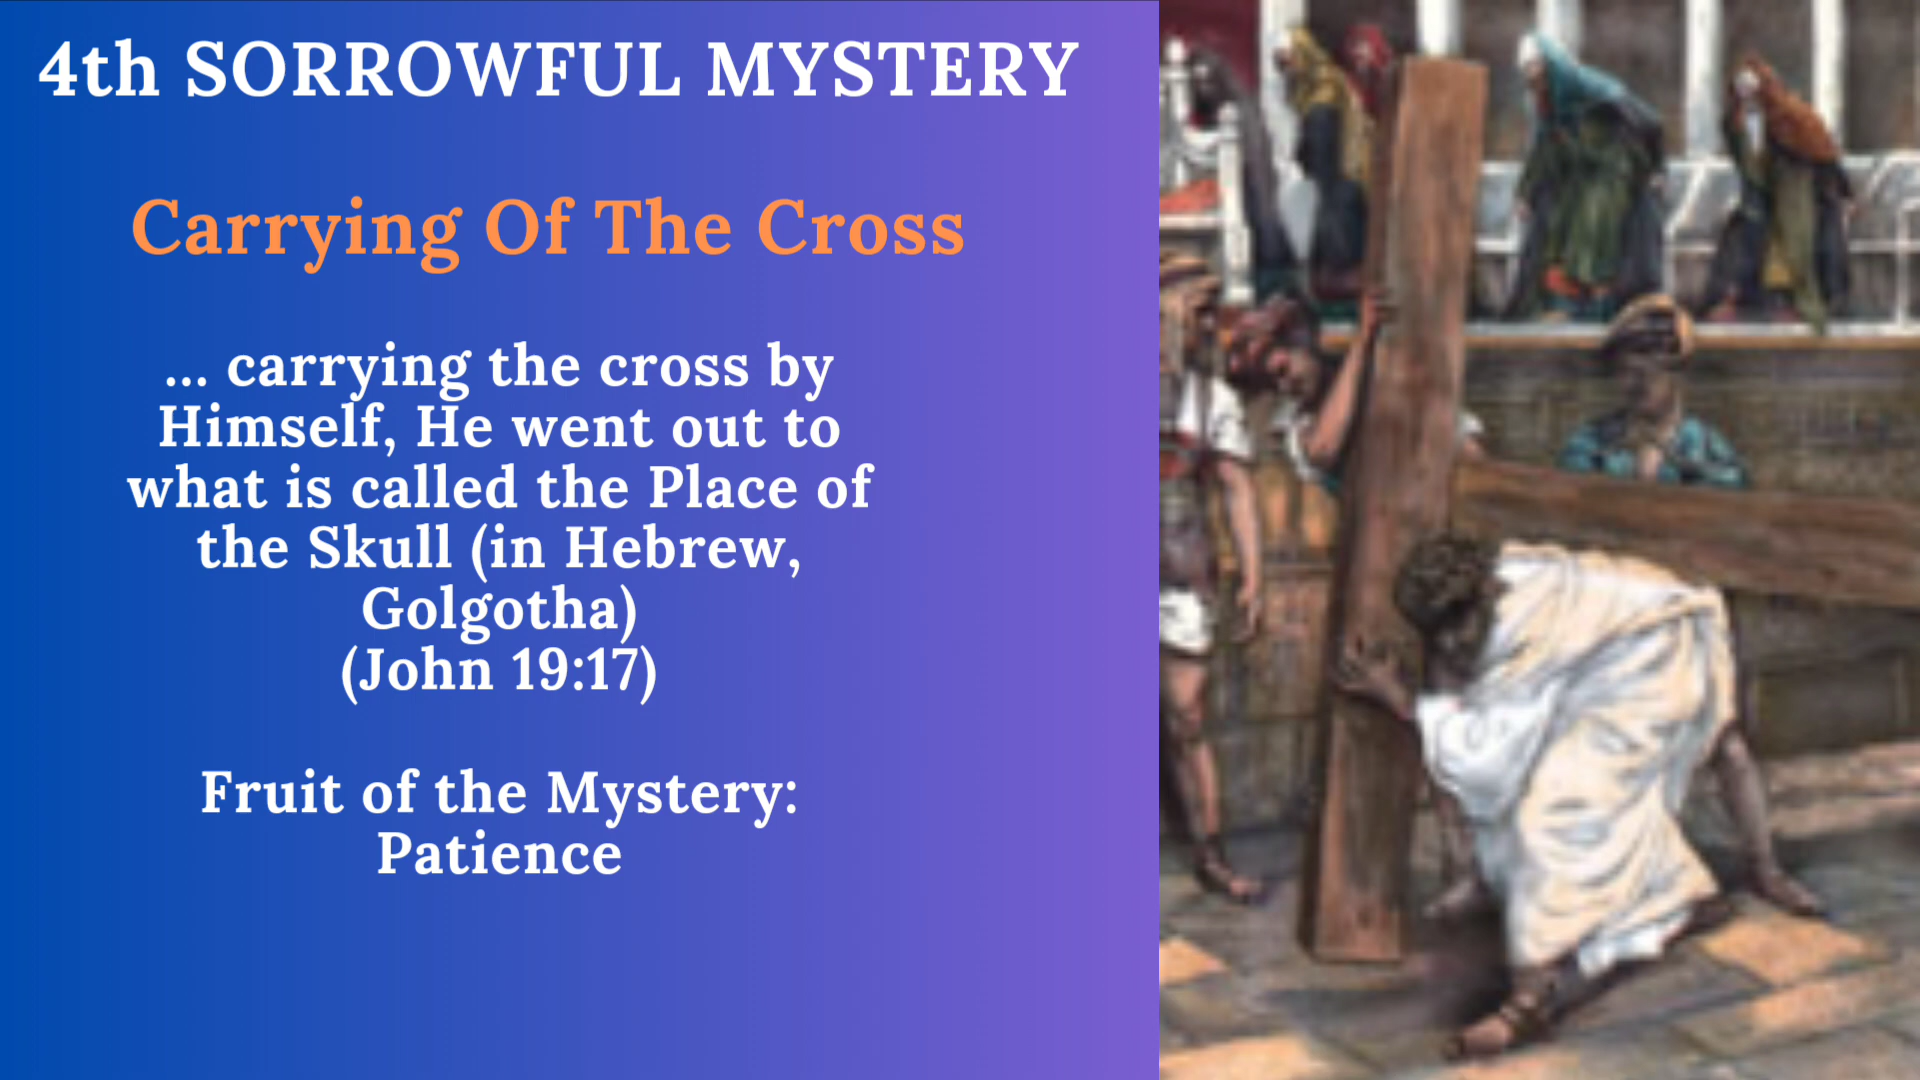 4th SORROWFUL MYSTERY
Carrying Of The Cross
... carrying the cross by
Himself, He went out to
what is called the Place of
the Skull (in Hebrew,
Golgotha)
(John 19:17)
Fruit of the Mystery:
Patience